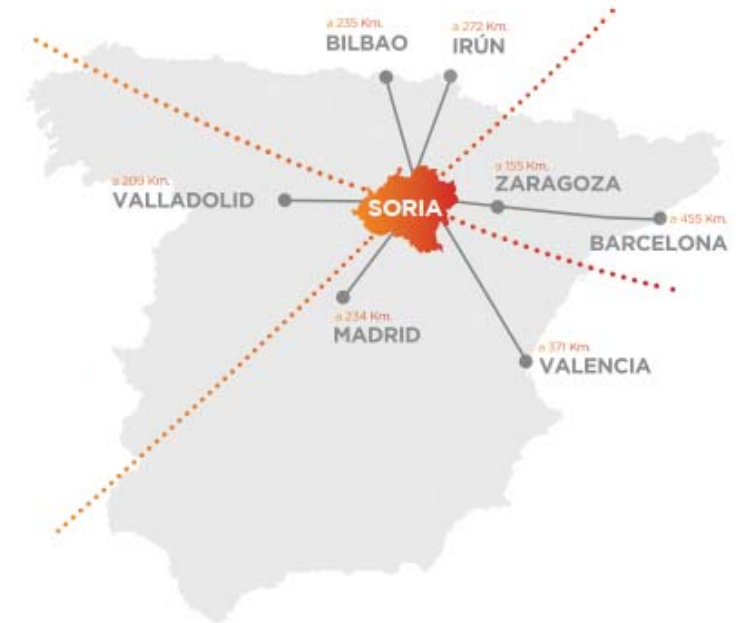 a 235 Km.
BILBAO
a 272 Km.
IRÚN
a 209 Km.
VALLADOLID
SORIA
a 155 Km.
ZARAGOZA
a 455 Km.
BARCELONA
a 234 Km.
MADRID
a 371 Km.
VALENCIA